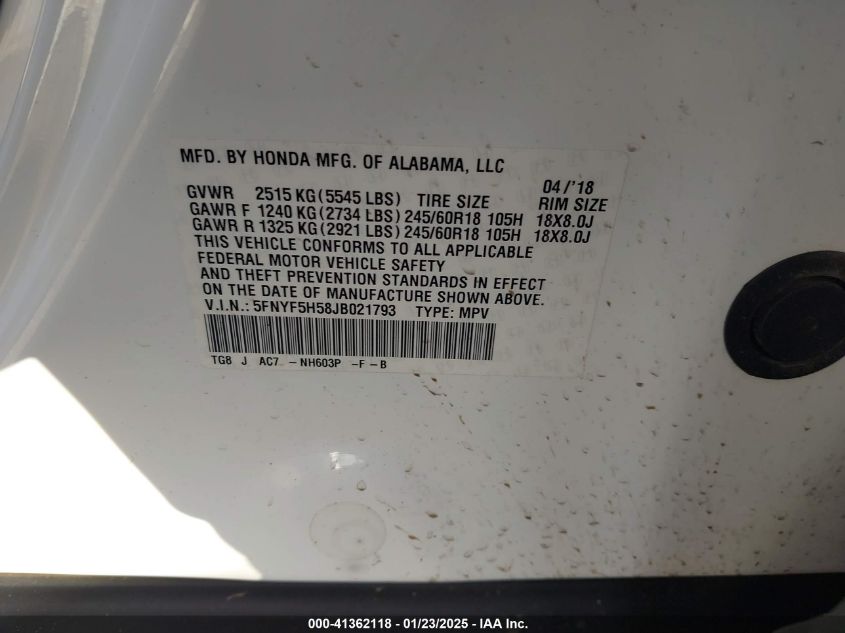 MFD. BY HONDA MFG. OF ALABAMA, LLC
04/'18
GVWR 2515 KG(5545 LBS) TIRE SIZE RIM SIZE
GAWR F 1240 KG(2734 LBS) 245/60R18 105H 18X8.0J
GAWR R 1325 KG(2921 LBS) 245/60R18 105H 18X8.0J
THIS VEHICLE CONFORMS TO ALL APPLICABLE
FEDERAL MOTOR VEHICLE SAFETY
AND THEFT PREVENTION STANDARDS IN EFFECT
ON THE DATE OF MANUFACTURE SHOWN ABOVE.
V.I.N.: 5FNYF5H58JB021793 TYPE: MPV
TG8 J AC7 -NH603P -F-B
000-41362118 - 01/23/2025 - IAA Inc.